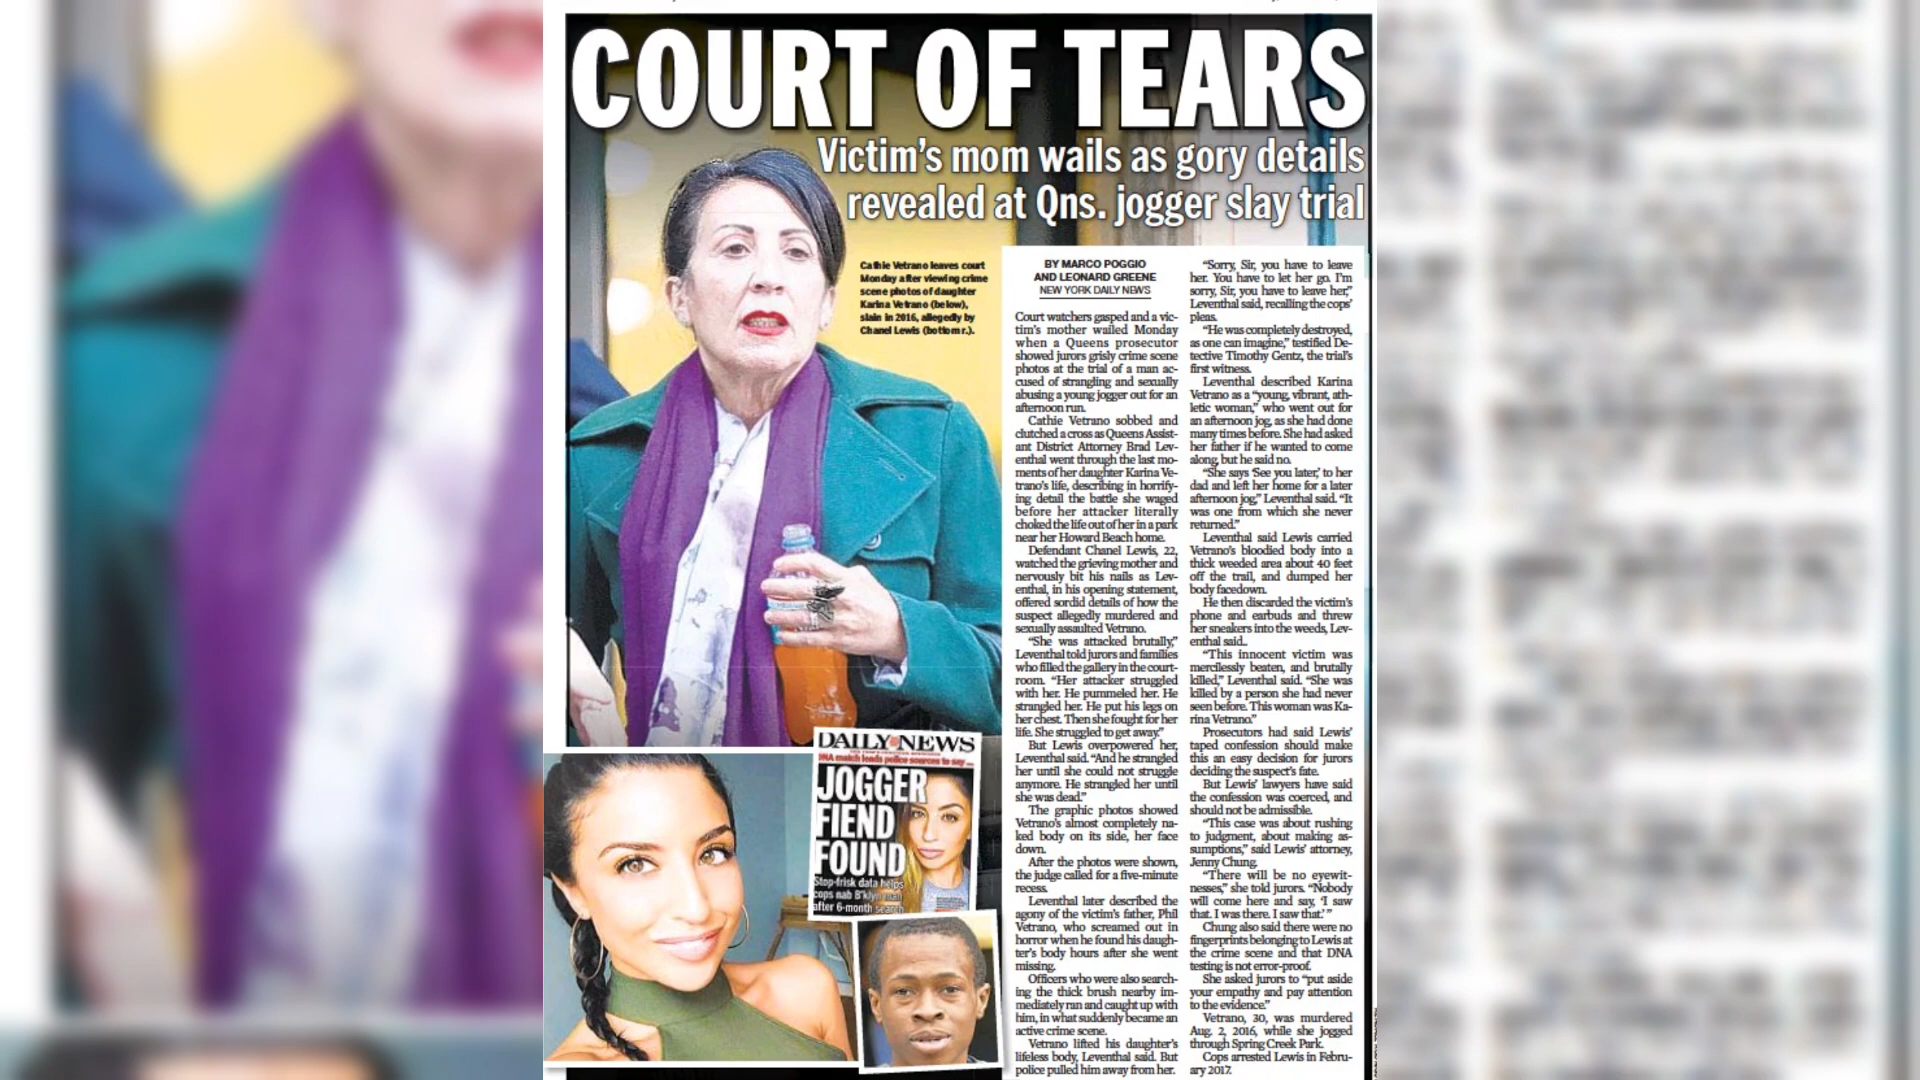 COURT OF TEARS
Victim's mom wails as gory details
revealed at Qns. jogger slay trial
Cathie Vetrano leaves court
Monday after viewing crime
scene photos of daughter
Karina Vetrano (below),
slain in 2016, allegedly by
Chanel Lewis (bottom r.).
BY MARCO POGGIO
AND LEONARD GREENE
NEW YORK DAILY NEWS
Court watchers gasped and a vic-
tim's mother wailed Monday
when a Queens prosecutor
showed jurors grisly crime scene
photos at the trial of a man ac-
cused of strangling and sexually
abusing a young jogger out for an
afternoon run.
Cathie Vetrano sobbed and
clutched a cross as Queens Assist-
ant District Attorney Brad Lev-
enthal went through the last mo-
ments of her daughter Karina Ve-
trano's life, describing in horrify-
ing detail the battle she waged
before her attacker literally
choked the life out of her in a park
near her Howard Beach home.
Defendant Chanel Lewis, 22,
watched the grieving mother and
nervously bit his nails as Lev-
enthal, in his opening statement,
offered sordid details of how the
suspect allegedly murdered and
sexually assaulted Vetrano.
"She was attacked brutally,"
Leventhal told jurors and families
who filled the gallery in the court-
room. "Her attacker struggled
with her. He pummeled her. He
strangled her. He put his legs on
her chest. Then she fought for her
life. She struggled to get away."
But Lewis overpowered her,
Leventhal said. "And he strangled
her until she could not struggle
anymore. He strangled her until
she was dead."
The graphic photos showed
Vetrano's almost completely na-
ked body on its side, her face
down.
After the photos were shown,
the judge called for a five-minute
recess.
Leventhal later described the
agony of the victim's father, Phil
Vetrano, who screamed out in
horror when he found his daugh-
ter's body hours after she went
missing.
Officers who were also search-
ing the thick brush nearby im-
mediately ran and caught up with
him, in what suddenly became an
active crime scene.
Vetrano lifted his daughter's
lifeless body, Leventhal said. But
police pulled him away from her.
"Sorry, Sir, you have to leave
her. You have to let her go. I'm
sorry, Sir, you have to leave her,"
Leventhal said, recalling the cops'
pleas.
"He was completely destroyed,
as one can imagine," testified De-
tective Timothy Gentz, the trial's
first witness.
Leventhal described Karina
Vetrano as a "young, vibrant, ath-
letic woman," who went out for
an afternoon jog, as she had done
many times before. She had asked
her father if he wanted to come
along, but he said no.
"She says 'See you later,' to her
dad and left her home for a later
afternoon jog," Leventhal said. "It
was one from which she never
returned."
Leventhal said Lewis carried
Vetrano's bloodied body into a
thick weeded area about 40 feet
off the trail, and dumped her
body facedown.
He then discarded the victim's
phone and earbuds and threw
her sneakers into the weeds, Lev-
enthal said..
"This innocent victim was
mercilessly beaten, and brutally
killed," Leventhal said. "She was
killed by a person she had never
seen before. This woman was Ka-
rina Vetrano."
Prosecutors had said Lewis'
taped confession should make
this an easy decision for jurors
deciding the suspect's fate.
But Lewis' lawyers have said
the confession was coerced, and
should not be admissible.
"This case was about rushing
to judgment, about making as-
sumptions," said Lewis' attorney,
Jenny Chung.
"There will be no eyewit-
nesses," she told jurors. "Nobody
will come here and say, 'I saw
that. I was there. I saw that.' "
Chung also said there were no
fingerprints belonging to Lewis at
the crime scene and that DNA
testing is not error-proof.
She asked jurors to "put aside
your empathy and pay attention
to the evidence."
Vetrano, 30, was murdered
Aug. 2, 2016, while she jogged
through Spring Creek Park.
Cops arrested Lewis in Febru-
ary 2017.
DAILY NEWS
DNA match leads police sources to say ...
JOGGER
FIEND
FOUND
Stop-frisk data helps
cops nab B'klyn man
after 6-month search